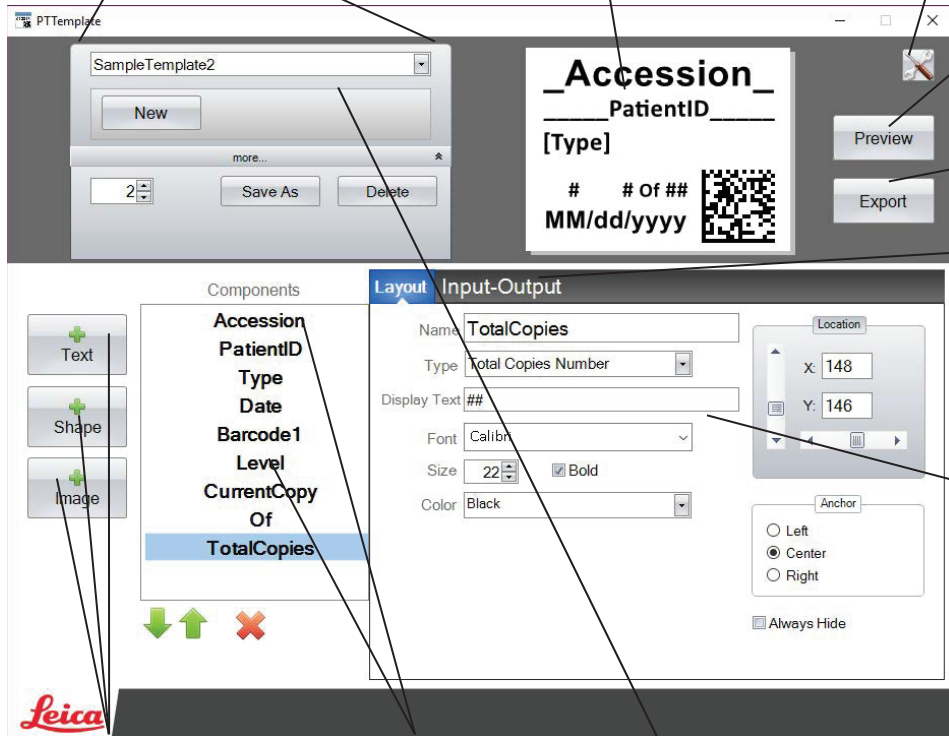 PTTemplate
SampleTemplate2
New
more...
2
Save As
Delete
_Accession_
_____PatientID_____
[Type]
# # Of ##
MM/dd/yyyy
Preview
Export
Text
Shape
Image
Components
Accession
PatientID
Type
Date
Barcode1
Level
CurrentCopy
Of
TotalCopies
Layout Input-Output
Name TotalCopies
Type Total Copies Number
Display Text ##
Font Calibri
Size 22 Bold
Color Black
Location
X: 148
Y: 146
Anchor
Left
Center
Right
Always Hide
Leica